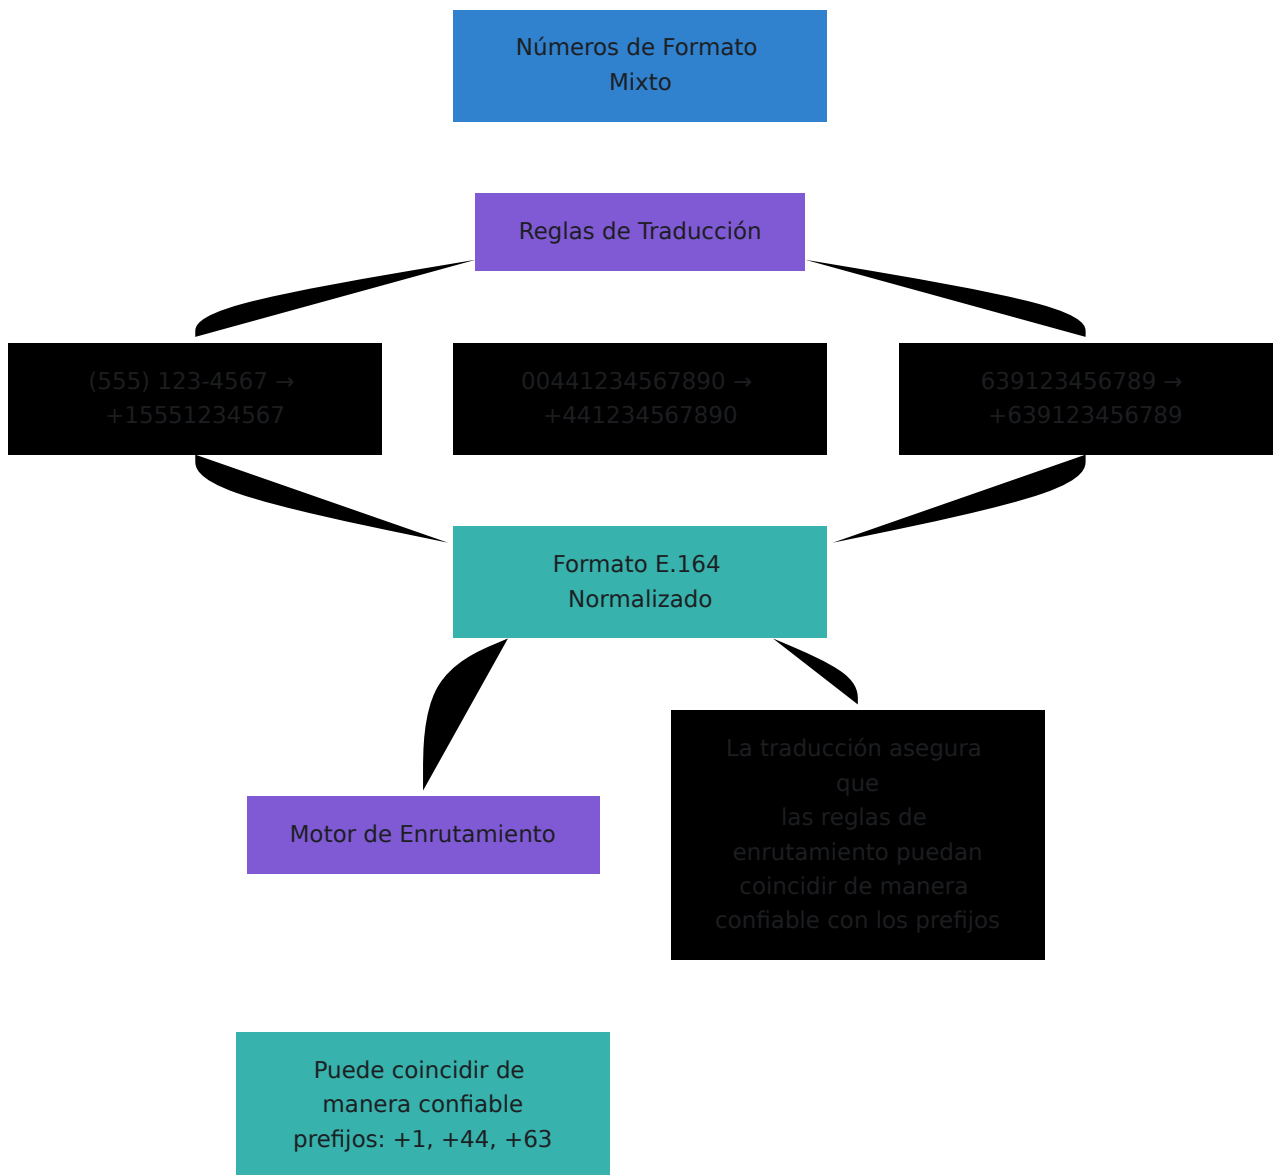 Números de Formato
Mixto
Reglas de Traducción
(555) 123-4567 →
+15551234567
00441234567890 →
+441234567890
639123456789 →
+639123456789
Formato E.164
Normalizado
La traducción asegura
que
las reglas de
enrutamiento puedan
coincidir de manera
confiable con los prefijos
Motor de Enrutamiento
Puede coincidir de
manera confiable
prefijos: +1, +44, +63